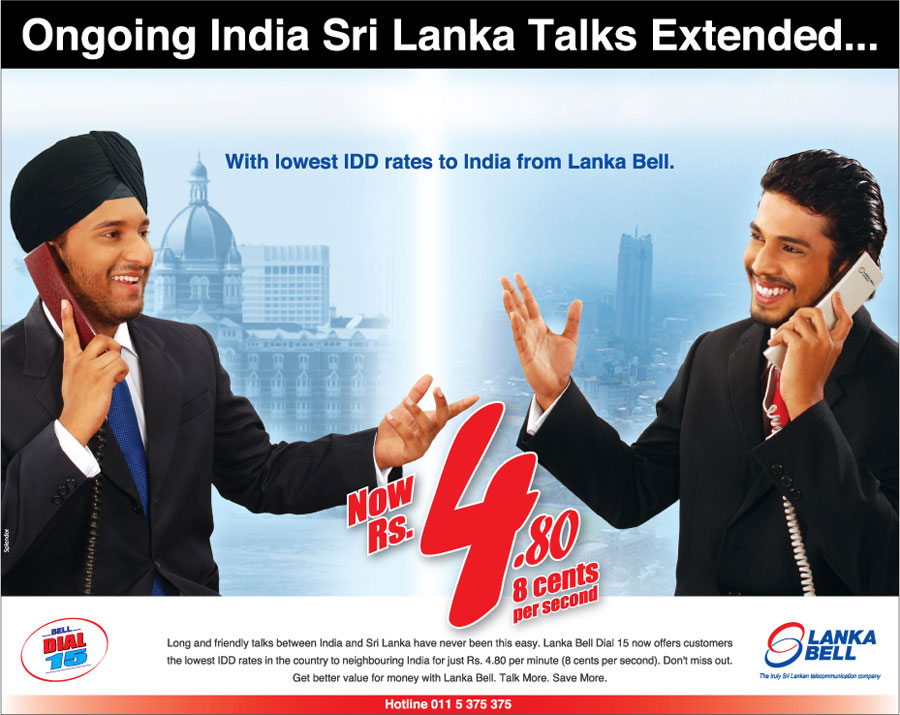 Ongoing India Sri Lanka Talks Extended...
With lowest IDD rates to India from Lanka Bell.
LANKA BELL
Now
Rs. 4.80
8 cents
per second
Splendor
BELL
DIAL
15
Long and friendly talks between India and Sri Lanka have never been this easy. Lanka Bell Dial 15 now offers customers
the lowest IDD rates in the country to neighbouring India for just Rs. 4.80 per minute (8 cents per second). Don't miss out.
Get better value for money with Lanka Bell. Talk More. Save More.
LANKA
BELL
The truly Sri Lankan telecommunication company
Hotline 011 5 375 375